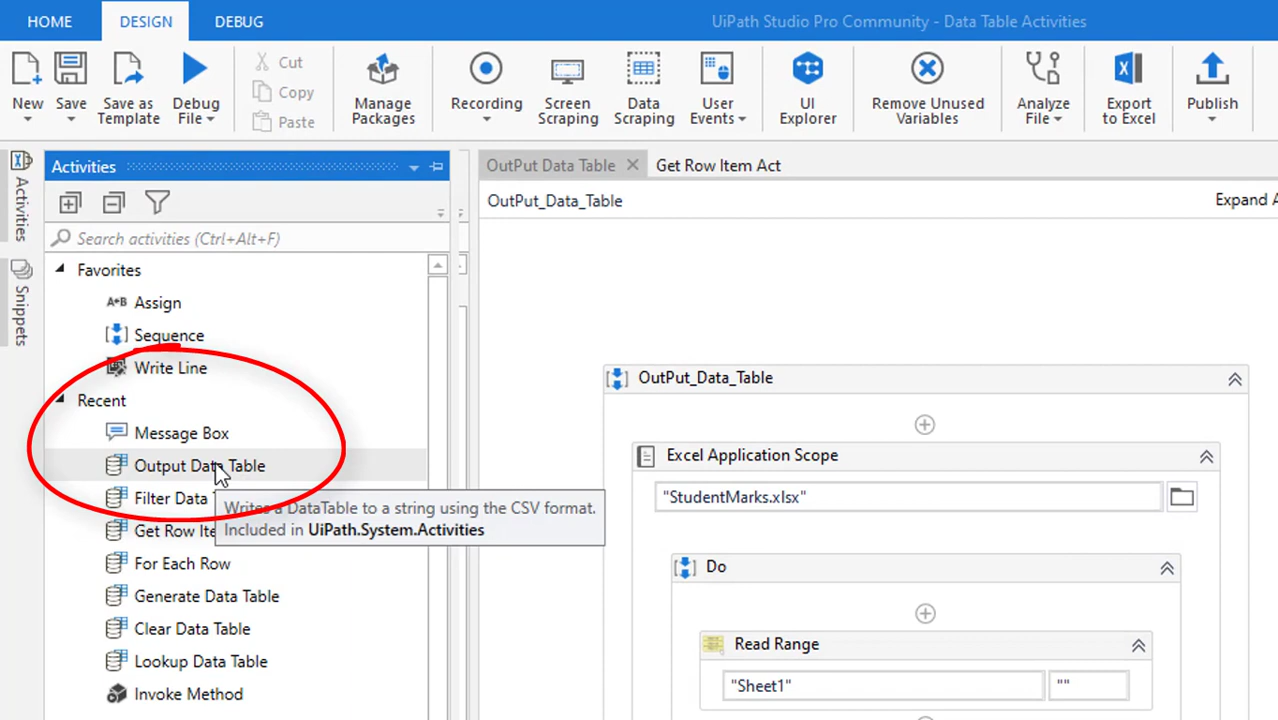 HOME DESIGN DEBUG UiPath Studio Pro Community - Data Table Activities
New Save Save as Template Debug File Cut Copy Paste Manage Packages Recording Screen Scraping Data Scraping User Events UI Explorer Remove Unused Variables Analyze File Export to Excel Publish
Activities
Snippets
Activities
Search activities (Ctrl+Alt+F)
Favorites
A+B Assign
Sequence
Write Line
Recent
Message Box
Output Data Table
Filter Data
Get Row Ite
For Each Row
Generate Data Table
Clear Data Table
Lookup Data Table
Invoke Method
Writes a DataTable to a string using the CSV format.
Included in UiPath.System.Activities
OutPut Data Table Get Row Item Act
OutPut_Data_Table Expand A
OutPut_Data_Table
Excel Application Scope
"StudentMarks.xlsx"
Do
Read Range
"Sheet1" ""